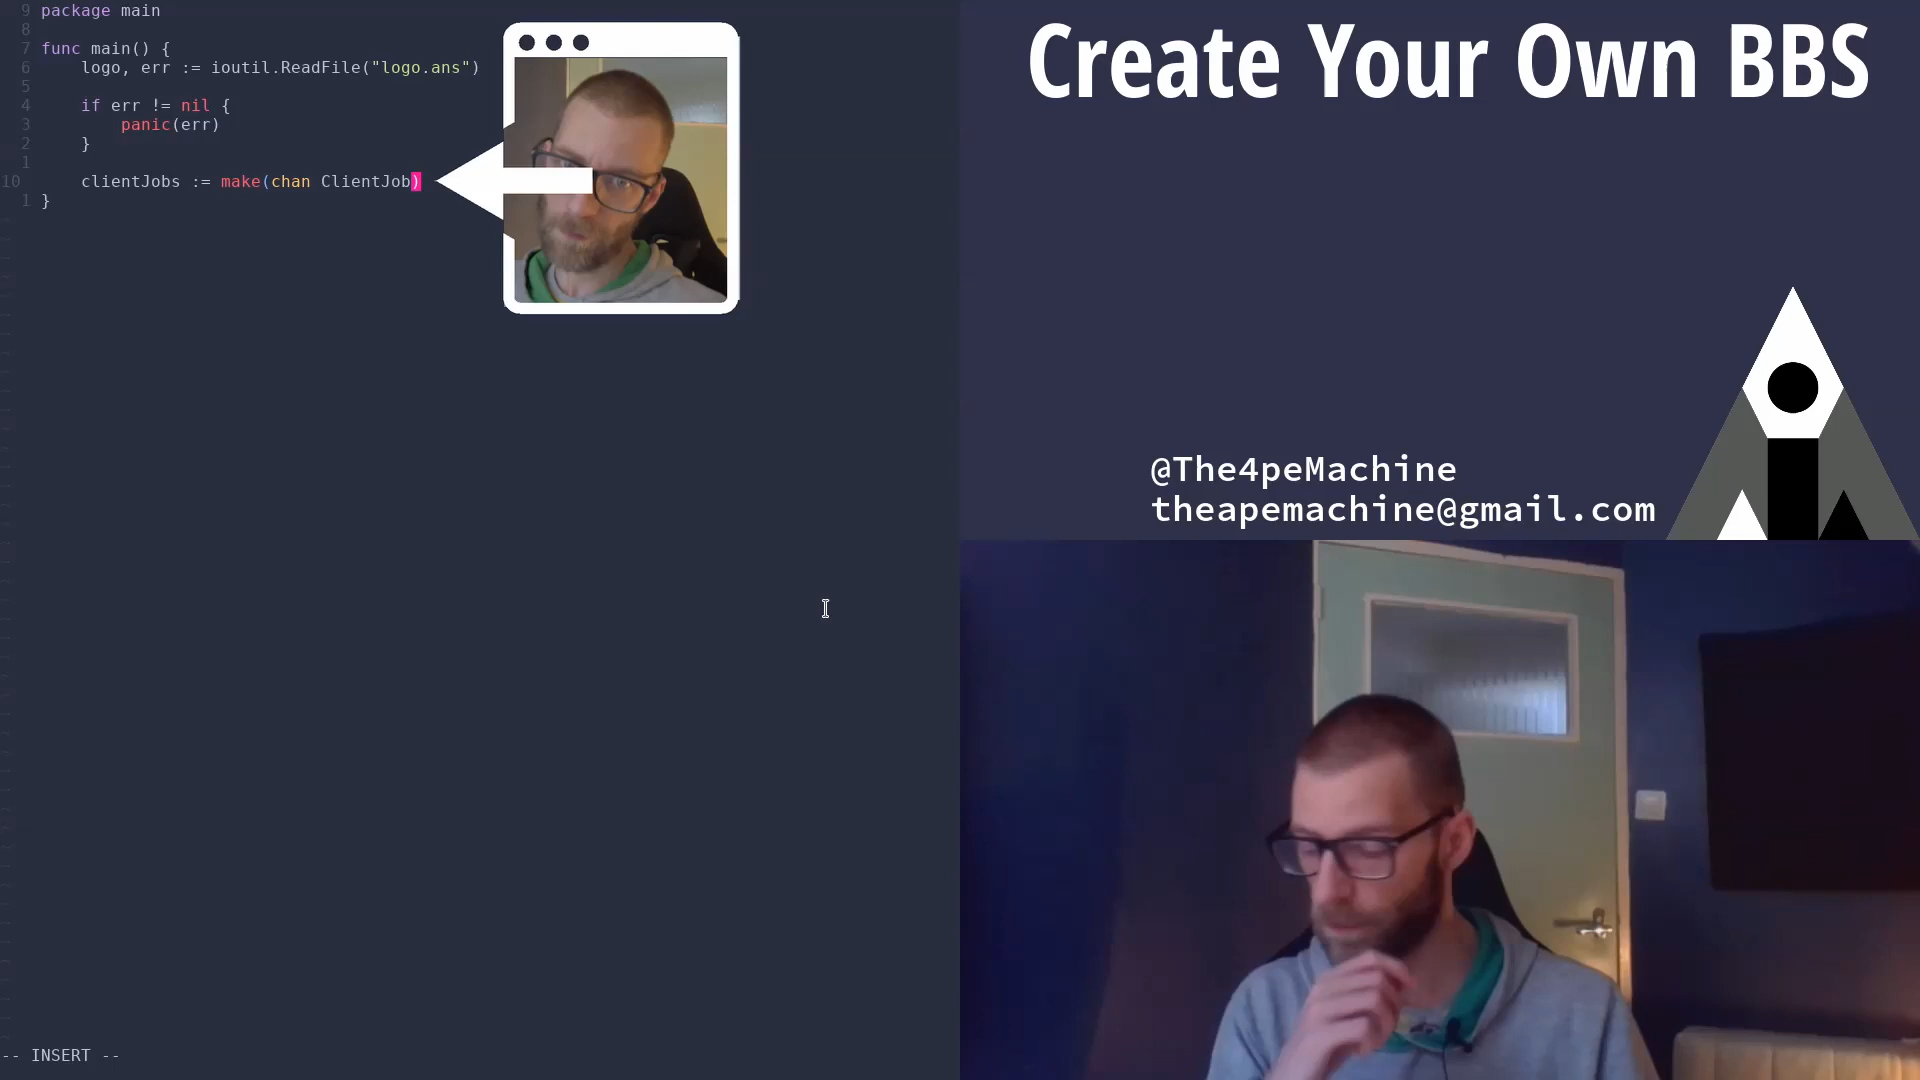 9 package main
8
7 func main() {
6 logo, err := ioutil.ReadFile("logo.ans")
5
4 if err != nil {
3 panic(err)
2 }
1
10 clientJobs := make(chan ClientJob)
1 }
-- INSERT --
Create Your Own BBS
@The4peMachine
theapemachine@gmail.com